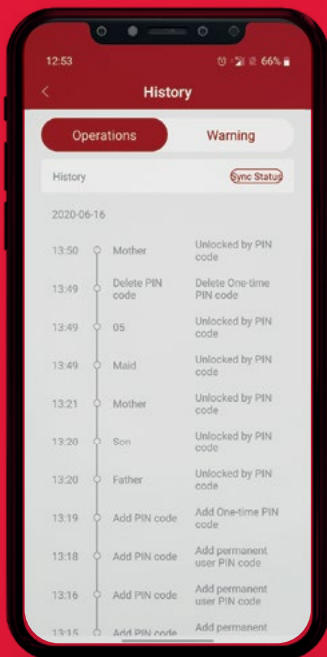 12:53
66%
History
Operations Warning
History Sync Status
2020-06-16
13:50 Mother Unlocked by PIN
code
13:49 Delete PIN
code Delete One-time
PIN code
13:49 05 Unlocked by PIN
code
13:49 Maid Unlocked by PIN
code
13:21 Mother Unlocked by PIN
code
13:20 Son Unlocked by PIN
code
13:20 Father Unlocked by PIN
code
13:19 Add PIN code Add One-time PIN
code
13:18 Add PIN code Add permanent
user PIN code
13:16 Add PIN code Add permanent
user PIN code
13:15 Add PIN code Add permanent